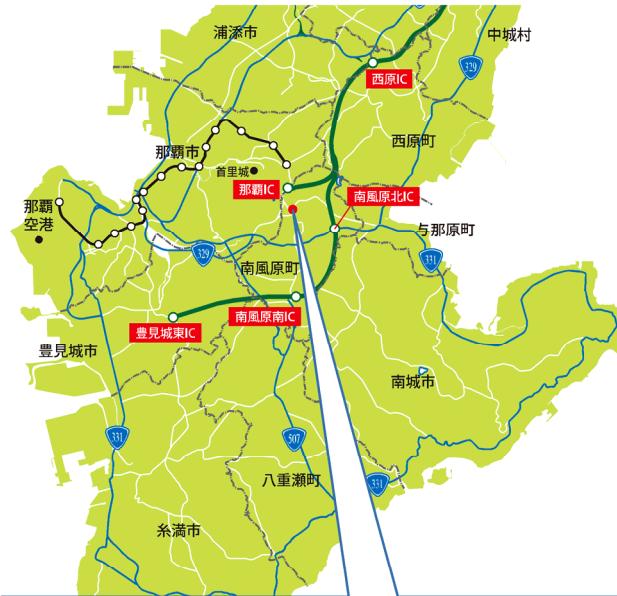 浦添市
中城村
329
西原IC
西原町
那覇市
首里城
那覇IC
南風原北IC
那覇
空港
与那原町
329
331
南風原町
南風原南IC
豊見城東IC
豊見城市
南城市
331
507
八重瀬町
331
糸満市